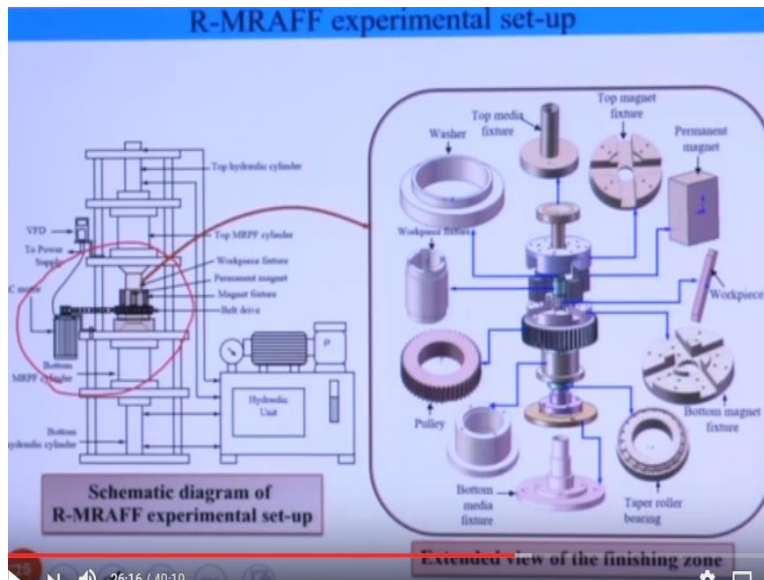 R-MRAFF experimental set-up
Top hydraulic cylinder
VFD
To Power
Supply
Top MRPF cylinder
Workpiece fixture
Permanent magnet
Magnet fixture
Belt drive
C motor
Bottom
MRPF cylinder
Bottom
hydraulic cylinder
Hydraulic
Unit
P
Schematic diagram of
R-MRAFF experimental set-up
Washer
Top media
fixture
Top magnet
fixture
Permanent
magnet
Workpiece fixture
Workpiece
Pulley
Bottom magnet
fixture
Bottom
media
fixture
Taper roller
bearing
Extended view of the finishing zone
25
26:16 / 40:10